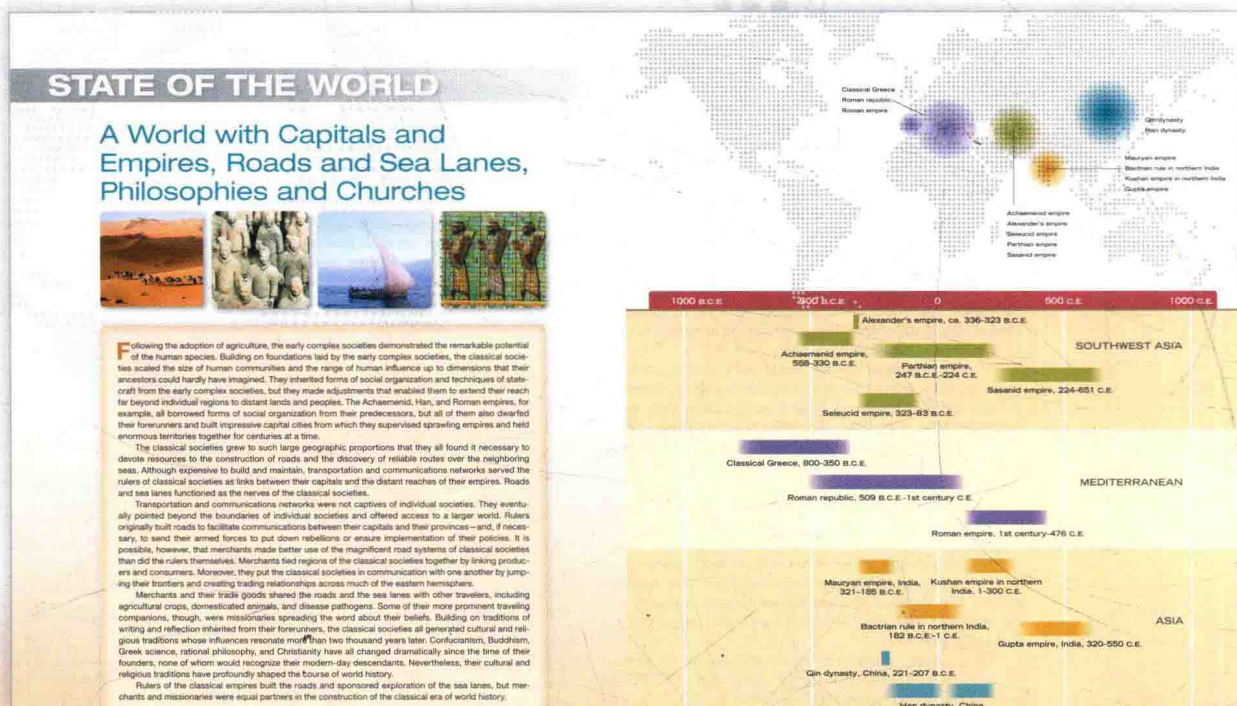 STATE OF THE WORLD
A World with Capitals and
Empires, Roads and Sea Lanes,
Philosophies and Churches
Following the adoption of agriculture, the early complex societies demonstrated the remarkable potential
of the human species. Building on foundations laid by the early complex societies, the classical socie-
ties scaled the size of human communities and the range of human influence up to dimensions that their
ancestors could hardly have imagined. They inherited forms of social organization and techniques of state-
craft from the early complex societies, but they made adjustments that enabled them to extend their reach
far beyond individual regions to distant lands and peoples. The Achaemenid, Han, and Roman empires, for
example, all borrowed forms of social organization from their predecessors, but all of them also dwarfed
their forerunners and built impressive capital cities from which they supervised sprawling empires and held
enormous territories together for centuries at a time.
The classical societies grew to such large geographic proportions that they all found it necessary to
devote resources to the construction of roads and the discovery of reliable routes over the neighboring
seas. Although expensive to build and maintain, transportation and communications networks served the
rulers of classical societies as links between their capitals and the distant reaches of their empires. Roads
and sea lanes functioned as the nerves of the classical societies.
Transportation and communications networks were not captives of individual societies. They eventu-
ally pointed beyond the boundaries of individual societies and offered access to a larger world. Rulers
originally built roads to facilitate communications between their capitals and their provinces—and, if neces-
sary, to send their armed forces to put down rebellions or ensure implementation of their policies. It is
possible, however, that merchants made better use of the magnificent road systems of classical societies
than did the rulers themselves. Merchants tied regions of the classical societies together by linking produc-
ers and consumers. Moreover, they put the classical societies in communication with one another by jump-
ing their frontiers and creating trading relationships across much of the eastern hemisphere.
Merchants and their trade goods shared the roads and the sea lanes with other travelers, including
agricultural crops, domesticated animals, and disease pathogens. Some of their more prominent traveling
companions, though, were missionaries spreading the word about their beliefs. Building on traditions of
writing and reflection inherited from their forerunners, the classical societies all generated cultural and reli-
gious traditions whose influences resonate more than two thousand years later. Confucianism, Buddhism,
Greek science, rational philosophy, and Christianity have all changed dramatically since the time of their
founders, none of whom would recognize their modern-day descendants. Nevertheless, their cultural and
religious traditions have profoundly shaped the course of world history.
Rulers of the classical empires built the roads and sponsored exploration of the sea lanes, but mer-
chants and missionaries were equal partners in the construction of the classical era of world history.
Classical Greece
Roman republic
Roman empire
Qin dynasty
Han dynasty
Mauryan empire
Bactrian rule in northern India
Kushan empire in northern India
Gupta empire
Achaemenid empire
Alexander's empire
Seleucid empire
Parthian empire
Sasanid empire
1000 B.C.E. 500 B.C.E. 0 500 C.E. 1000 C.E.
Alexander's empire, ca. 336–323 B.C.E.
SOUTHWEST ASIA
Achaemenid empire,
558–330 B.C.E.
Parthian empire,
247 B.C.E.–224 C.E.
Sasanid empire, 224–651 C.E.
Seleucid empire, 323–83 B.C.E.
Classical Greece, 800–350 B.C.E.
MEDITERRANEAN
Roman republic, 509 B.C.E.–1st century C.E.
Roman empire, 1st century–476 C.E.
Mauryan empire, India,
321–185 B.C.E.
Kushan empire in northern
India, 1–300 C.E.
ASIA
Bactrian rule in northern India,
182 B.C.E.–1 C.E.
Gupta empire, India, 320–550 C.E.
Qin dynasty, China, 221–207 B.C.E.
Han dynasty, China